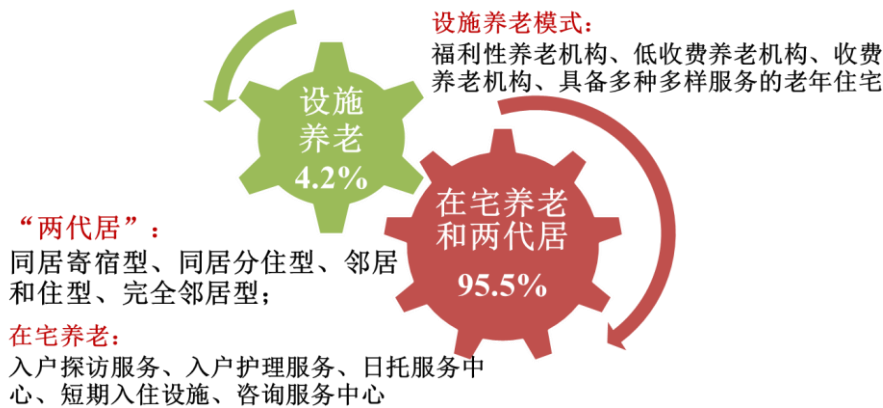 设施养老模式：
福利性养老机构、低收费养老机构、收费
养老机构、具备多种多样服务的老年住宅
设施
养老
4.2%
在宅养老
和两代居
95.5%
“两代居”：
同居寄宿型、同居分住型、邻居
和住型、完全邻居型；
在宅养老：
入户探访服务、入户护理服务、日托服务中
心、短期入住设施、咨询服务中心